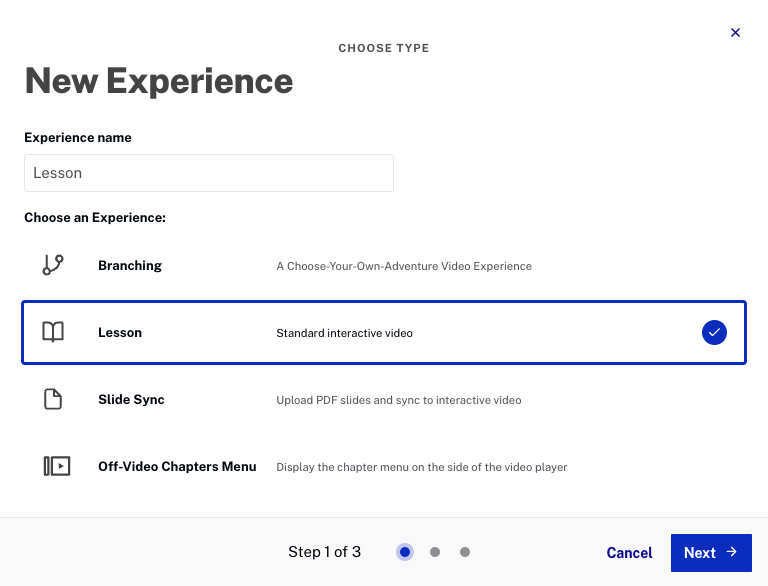 CHOOSE TYPE
New Experience
Experience name
Lesson
Choose an Experience:
Branching A Choose-Your-Own-Adventure Video Experience
Lesson Standard interactive video
Slide Sync Upload PDF slides and sync to interactive video
Off-Video Chapters Menu Display the chapter menu on the side of the video player
Step 1 of 3 Cancel Next